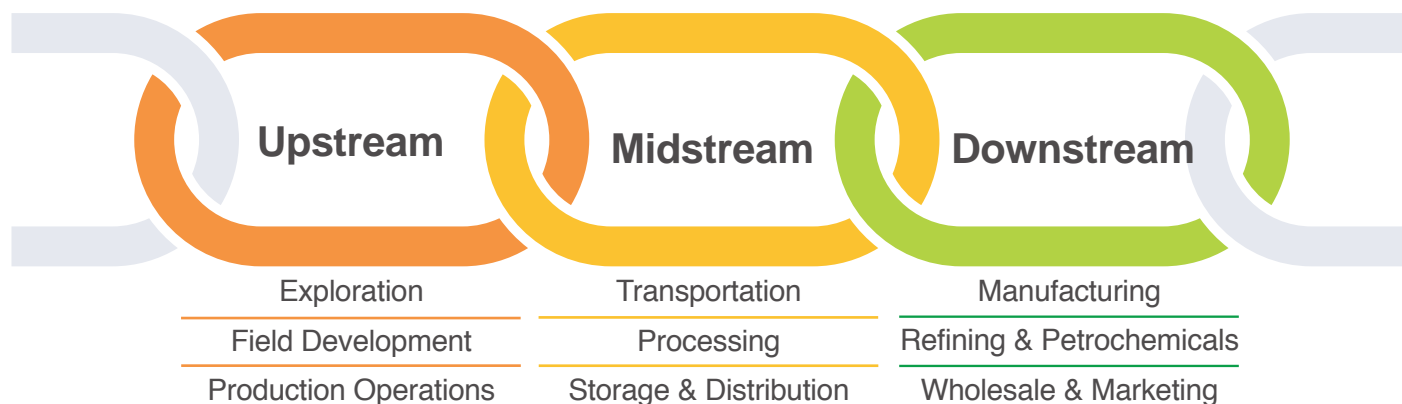 Upstream
Midstream
Downstream
Exploration
Transportation
Manufacturing
Field Development
Processing
Refining & Petrochemicals
Production Operations
Storage & Distribution
Wholesale & Marketing